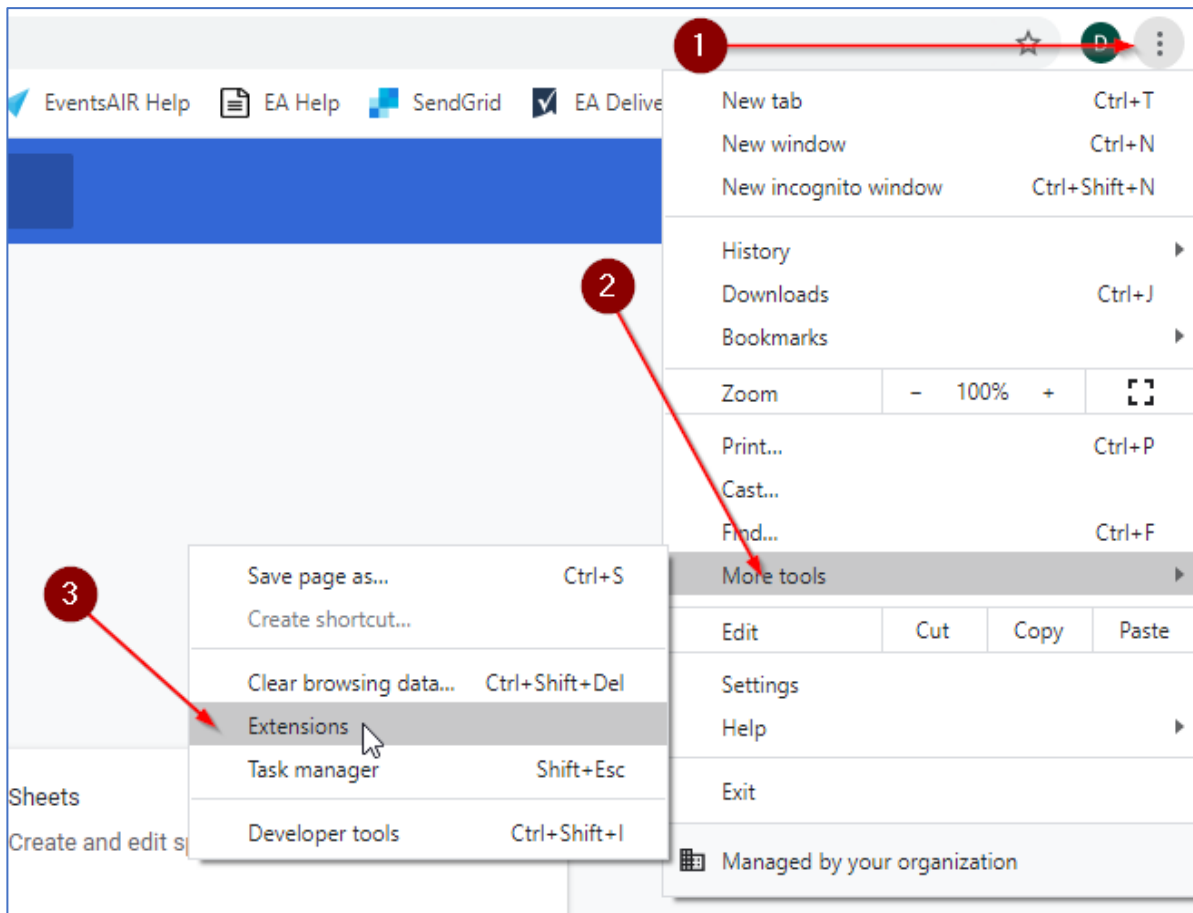 1
D
EventsAIR Help EA Help SendGrid EA Delive
New tab Ctrl+T
New window Ctrl+N
New incognito window Ctrl+Shift+N
History
2
Downloads Ctrl+J
Bookmarks
Zoom - 100% +
Print... Ctrl+P
Cast...
Find... Ctrl+F
More tools
3
Save page as... Ctrl+S
Create shortcut...
Clear browsing data... Ctrl+Shift+Del
Extensions
Task manager Shift+Esc
Developer tools Ctrl+Shift+I
Edit Cut Copy Paste
Settings
Help
Exit
Managed by your organization
Sheets
Create and edit s